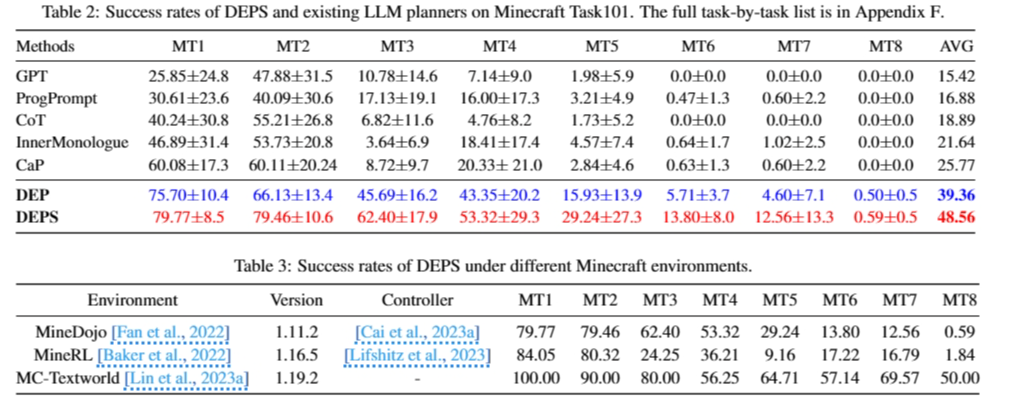 Table 2: Success rates of DEPS and existing LLM planners on Minecraft Task101. The full task-by-task list is in Appendix F.
Methods MT1 MT2 MT3 MT4 MT5 MT6 MT7 MT8 AVG
GPT 25.85±24.8 47.88±31.5 10.78±14.6 7.14±9.0 1.98±5.9 0.0±0.0 0.0±0.0 0.0±0.0 15.42
ProgPrompt 30.61±23.6 40.09±30.6 17.13±19.1 16.00±17.3 3.21±4.9 0.47±1.3 0.60±2.2 0.0±0.0 16.88
CoT 40.24±30.8 55.21±26.8 6.82±11.6 4.76±8.2 1.73±5.2 0.0±0.0 0.0±0.0 0.0±0.0 18.89
InnerMonologue 46.89±31.4 53.73±20.8 3.64±6.9 18.41±17.4 4.57±7.4 0.64±1.7 1.02±2.5 0.0±0.0 21.64
CaP 60.08±17.3 60.11±20.24 8.72±9.7 20.33± 21.0 2.84±4.6 0.63±1.3 0.60±2.2 0.0±0.0 25.77
DEP 75.70±10.4 66.13±13.4 45.69±16.2 43.35±20.2 15.93±13.9 5.71±3.7 4.60±7.1 0.50±0.5 39.36
DEPS 79.77±8.5 79.46±10.6 62.40±17.9 53.32±29.3 29.24±27.3 13.80±8.0 12.56±13.3 0.59±0.5 48.56
Table 3: Success rates of DEPS under different Minecraft environments.
Environment Version Controller MT1 MT2 MT3 MT4 MT5 MT6 MT7 MT8
MineDojo [Fan et al., 2022] 1.11.2 [Cai et al., 2023a] 79.77 79.46 62.40 53.32 29.24 13.80 12.56 0.59
MineRL [Baker et al., 2022] 1.16.5 [Lifshitz et al., 2023] 84.05 80.32 24.25 36.21 9.16 17.22 16.79 1.84
MC-Textworld [Lin et al., 2023a] 1.19.2 - 100.00 90.00 80.00 56.25 64.71 57.14 69.57 50.00